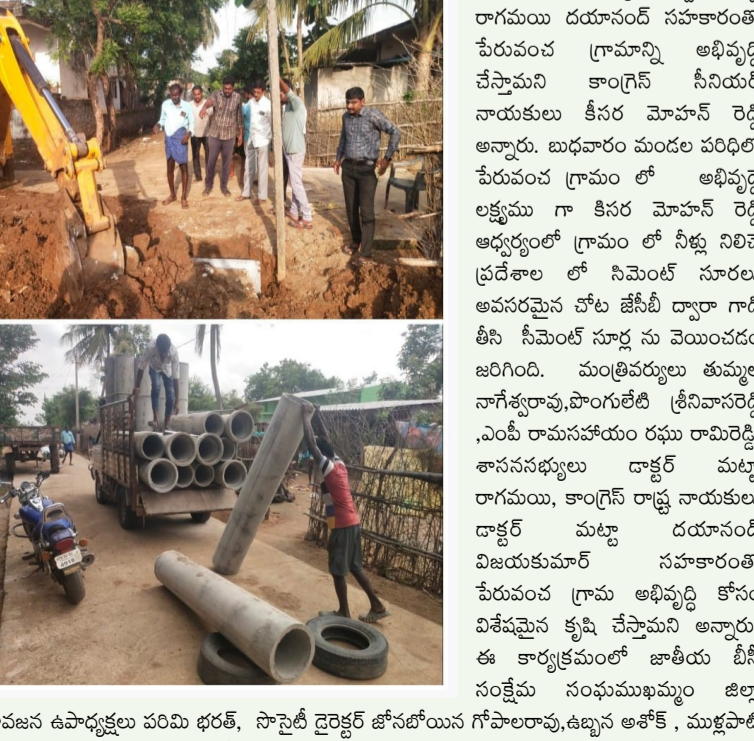 రాగమయి దయానంద్ సహకారంతో
పేరువంచ గ్రామాన్ని అభివృద్ధి
చేస్తామని కాంగ్రెస్ సీనియర్
నాయకులు కీసర మోహన్ రెడ్డి
అన్నారు. బుధవారం మండల పరిధిలో
పేరువంచ గ్రామం లో అభివృద్ధె
లక్ష్యము గా కిసర మోహన్ రెడ్డి
ఆధ్వర్యంలో గ్రామం లో నీళ్లు నిలిచే
ప్రదేశాల లో సిమెంట్ సూరలు
అవసరమైన చోట జేసీబీ ద్వారా గాడి
తీసి సీమెంట్ సూర్ల ను వెయించడం
జరిగింది. మంత్రివర్యులు తుమ్మల
నాగేశ్వరావు,పొంగులేటి శ్రీనివాసరెడ్డి
,ఎంపీ రామసహాయం రఘు రామిరెడ్డి,
శాసనసభ్యులు డాక్టర్ మట్టా
రాగమయి, కాంగ్రెస్ రాష్ట్ర నాయకులు
డాక్టర్ మట్టా దయానంద్
విజయకుమార్ సహకారంతో
పేరువంచ గ్రామ అభివృద్ధి కోసం
విశేషమైన కృషి చేస్తామని అన్నారు.
ఈ కార్యక్రమంలో జాతీయ బీసీ
సంక్షేమ సంఘముఖమ్మం జిల్లా
ఉపాధ్యక్షలు పరిమి భరత్, సొసైటీ డైరెక్టర్ జోనబోయిన గోపాలరావు,ఉబ్బన అశోక్ ,